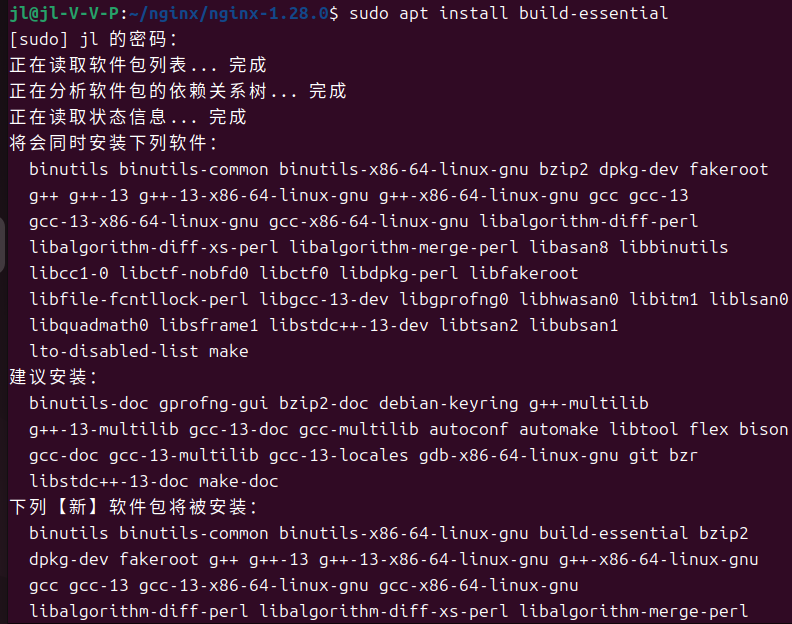 jl@jl-V-V-P:~/nginx/nginx-1.28.0$ sudo apt install build-essential
[sudo] jl 的密码：
正在读取软件包列表... 完成
正在分析软件包的依赖关系树... 完成
正在读取状态信息... 完成
将会同时安装下列软件：
  binutils binutils-common binutils-x86-64-linux-gnu bzip2 dpkg-dev fakeroot
  g++ g++-13 g++-13-x86-64-linux-gnu g++-x86-64-linux-gnu gcc gcc-13
  gcc-13-x86-64-linux-gnu gcc-x86-64-linux-gnu libalgorithm-diff-perl
  libalgorithm-diff-xs-perl libalgorithm-merge-perl libasan8 libbinutils
  libcc1-0 libctf-nobfd0 libctf0 libdpkg-perl libfakeroot
  libfile-fcntllock-perl libgcc-13-dev libgprofng0 libhwasan0 libitm1 liblsan0
  libquadmath0 libsframe1 libstdc++-13-dev libtsan2 libubsan1
  lto-disabled-list make
建议安装：
  binutils-doc gprofng-gui bzip2-doc debian-keyring g++-multilib
  g++-13-multilib gcc-13-doc gcc-multilib autoconf automake libtool flex bison
  gcc-doc gcc-13-multilib gcc-13-locales gdb-x86-64-linux-gnu git bzr
  libstdc++-13-doc make-doc
下列【新】软件包将被安装：
  binutils binutils-common binutils-x86-64-linux-gnu build-essential bzip2
  dpkg-dev fakeroot g++ g++-13 g++-13-x86-64-linux-gnu g++-x86-64-linux-gnu
  gcc gcc-13 gcc-13-x86-64-linux-gnu gcc-x86-64-linux-gnu
  libalgorithm-diff-perl libalgorithm-diff-xs-perl libalgorithm-merge-perl